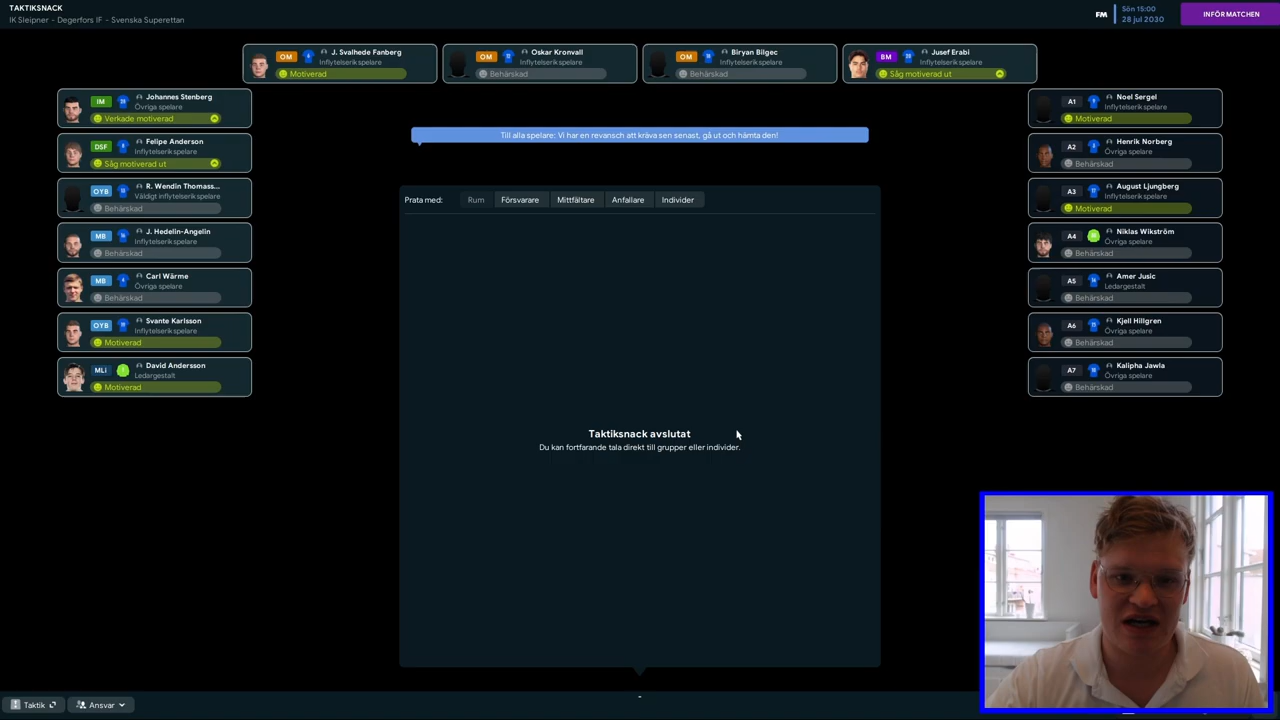 TAKTIKSNACK
IK Sleipner - Degerfors IF - Svenska Superettan
FM
Sön 15:00
28 jul 2030
INFÖR MATCHEN
OM J. Svalhede Fanberg
Inflytelserik spelare
Motiverad
OM Oskar Kronvall
Inflytelserik spelare
Behärskad
OM Biryan Bilgec
Inflytelserik spelare
Behärskad
BM Jusef Erabi
Inflytelserik spelare
Såg motiverad ut
IM Johannes Stenberg
Övriga spelare
Verkade motiverad
DSF Felipe Anderson
Inflytelserik spelare
Såg motiverad ut
OYB R. Wendin Thomass...
Väldigt inflytelserik spelare
Behärskad
MB J. Hedelin-Angelin
Inflytelserik spelare
Behärskad
MB Carl Wärme
Övriga spelare
Behärskad
OYB Svante Karlsson
Inflytelserik spelare
Motiverad
MLi David Andersson
Ledargestalt
Motiverad
Till alla spelare: Vi har en revansch att kräva sen senast, gå ut och hämta den!
Prata med: Rum Försvarare Mittfältare Anfallare Individer
Taktiksnack avslutat
Du kan fortfarande tala direkt till grupper eller individer.
A1 Noel Sergel
Inflytelserik spelare
Motiverad
A2 Henrik Norberg
Övriga spelare
Behärskad
A3 August Ljungberg
Inflytelserik spelare
Motiverad
A4 Niklas Wikström
Övriga spelare
Behärskad
A5 Amer Jusic
Ledargestalt
Behärskad
A6 Kjell Hillgren
Övriga spelare
Behärskad
A7 Kalipha Jawla
Övriga spelare
Behärskad
Taktik Ansvar
-